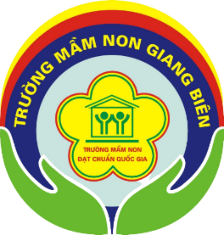 TRƯỜNG MẦM NON GIANG BIÊN
TRƯỜNG MẦM NON
ĐẠT CHUẨN QUỐC GIA